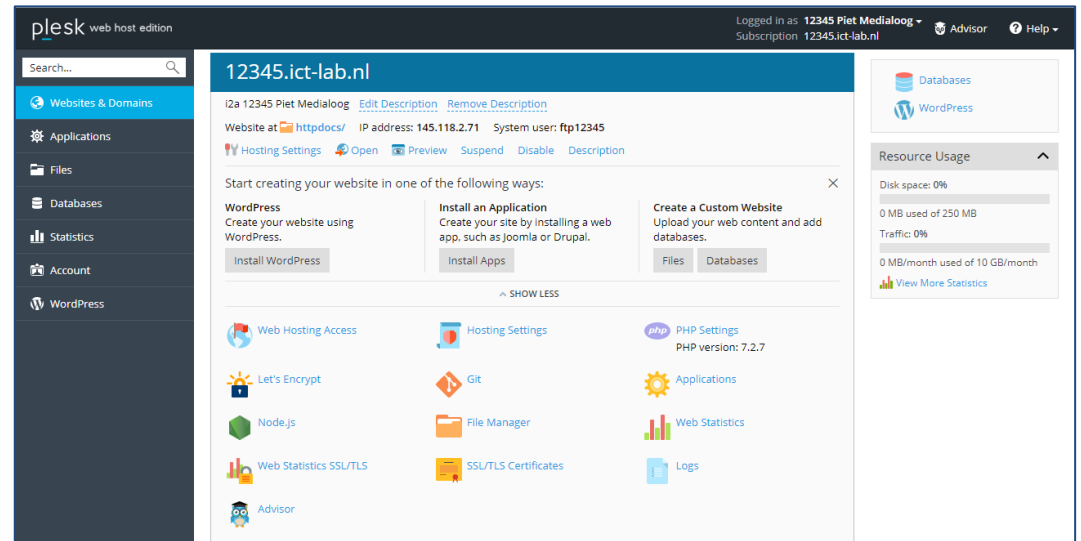 plesk web host edition
Logged in as 12345 Piet Medialoog
Subscription 12345.ict-lab.nl
Advisor
Help
Search...
Websites & Domains
Applications
Files
Databases
Statistics
Account
WordPress
12345.ict-lab.nl
i2a 12345 Piet Medialoog Edit Description Remove Description
Website at httpdocs/ IP address: 145.118.2.71 System user: ftp12345
Hosting Settings Open Preview Suspend Disable Description
Start creating your website in one of the following ways:
WordPress
Create your website using
WordPress.
Install WordPress
Install an Application
Create your site by installing a web
app, such as Joomla or Drupal.
Install Apps
Create a Custom Website
Upload your web content and add
databases.
Files Databases
SHOW LESS
Web Hosting Access
Hosting Settings
php PHP Settings
PHP version: 7.2.7
Let's Encrypt
Git
Applications
Node.js
File Manager
Web Statistics
Web Statistics SSL/TLS
SSL/TLS Certificates
Logs
Advisor
Databases
WordPress
Resource Usage
Disk space: 0%
0 MB used of 250 MB
Traffic: 0%
0 MB/month used of 10 GB/month
View More Statistics